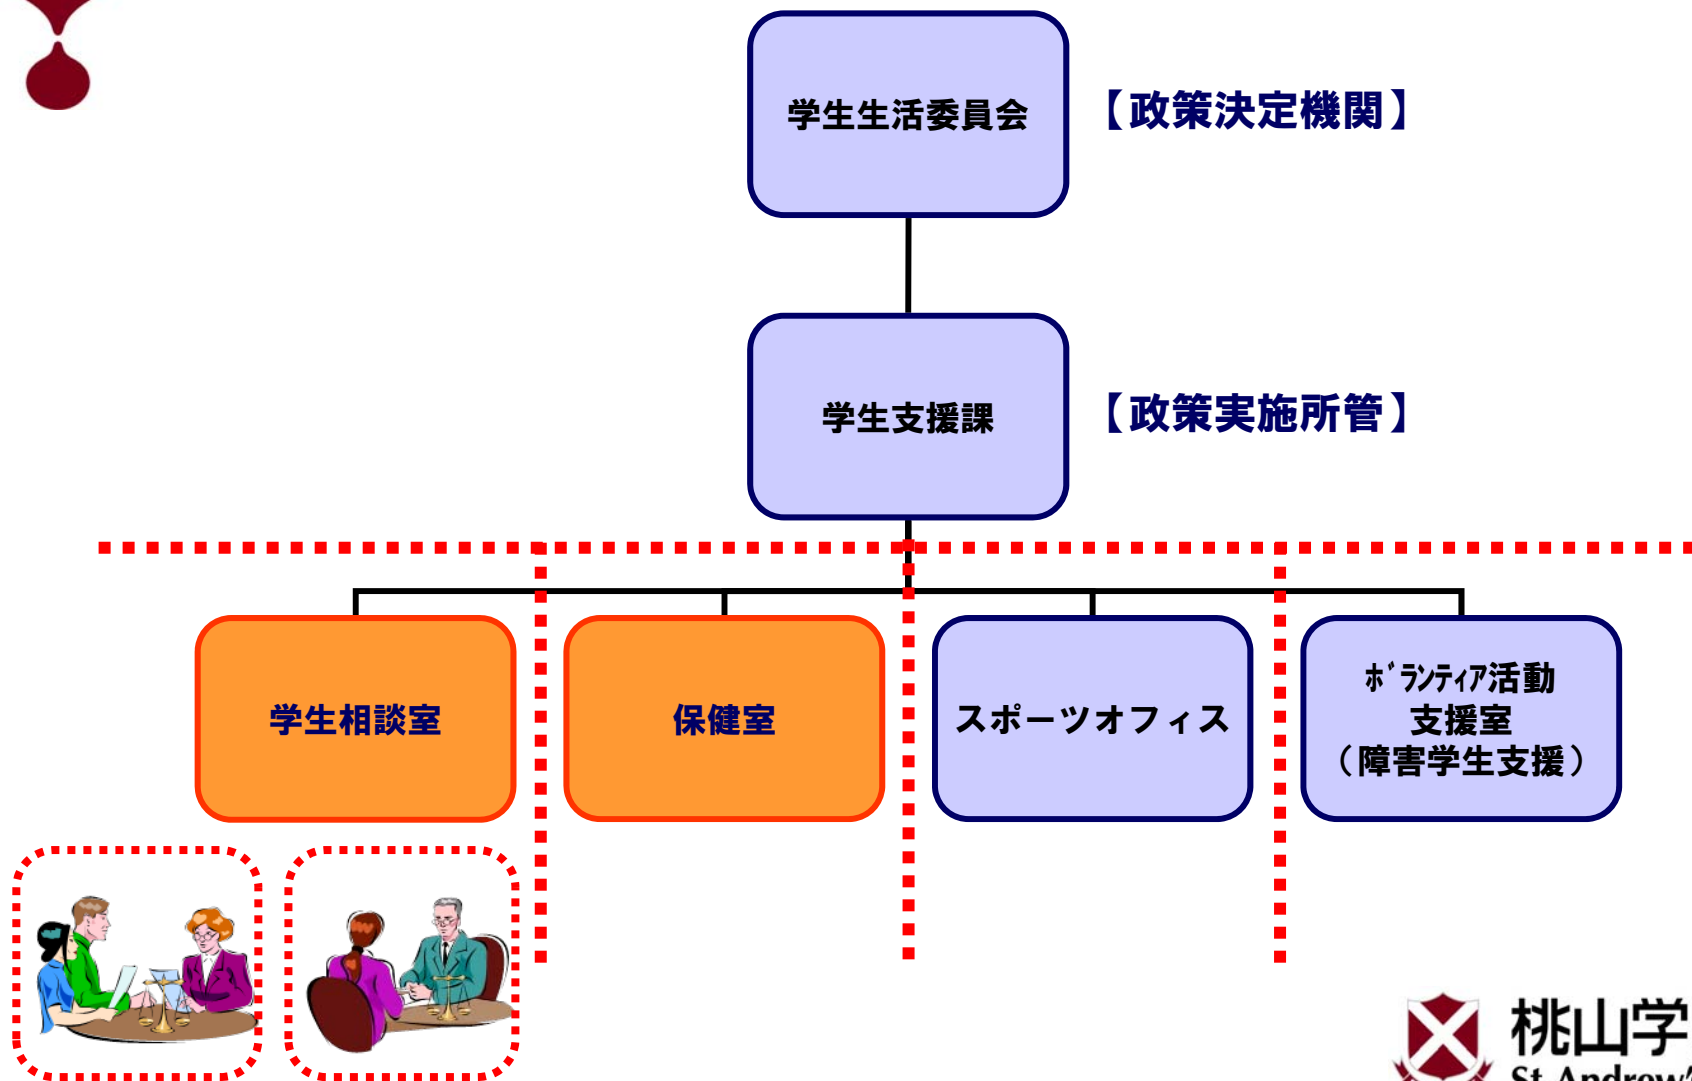 学生生活委員会
【政策決定機関】
学生支援課
【政策実施所管】
学生相談室
保健室
スポーツオフィス
ﾎﾞﾗﾝﾃｨｱ活動
支援室
（障害学生支援）
桃山学
St.Andrew's